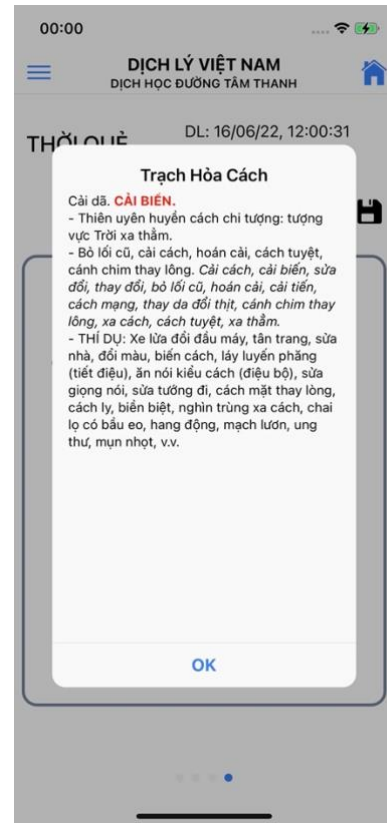 00:00
DỊCH LÝ VIỆT NAM
DỊCH HỌC ĐƯỜNG TÂM THANH
THỜI QUẺ
DL: 16/06/22, 12:00:31
Trạch Hỏa Cách
Cải dã. CẢI BIẾN.
- Thiên uyên huyền cách chi tượng: tượng
vực Trời xa thẳm.
- Bỏ lối cũ, cải cách, hoán cải, cách tuyệt,
cánh chim thay lông. Cải cách, cải biến, sửa
đổi, thay đổi, bỏ lối cũ, hoán cải, cải tiến,
cách mạng, thay da đổi thịt, cánh chim thay
lông, xa cách, cách tuyệt, xa thẳm.
- THÍ DỤ: Xe lửa đổi đầu máy, tân trang, sửa
nhà, đổi màu, biến cách, láy luyến phăng
(tiết điệu), ăn nói kiểu cách (điệu bộ), sửa
giọng nói, sửa tướng đi, cách mặt thay lòng,
cách ly, biền biệt, nghìn trùng xa cách, chai
lọ có bầu eo, hang động, mạch lươn, ung
thư, mụn nhọt, v.v.
OK